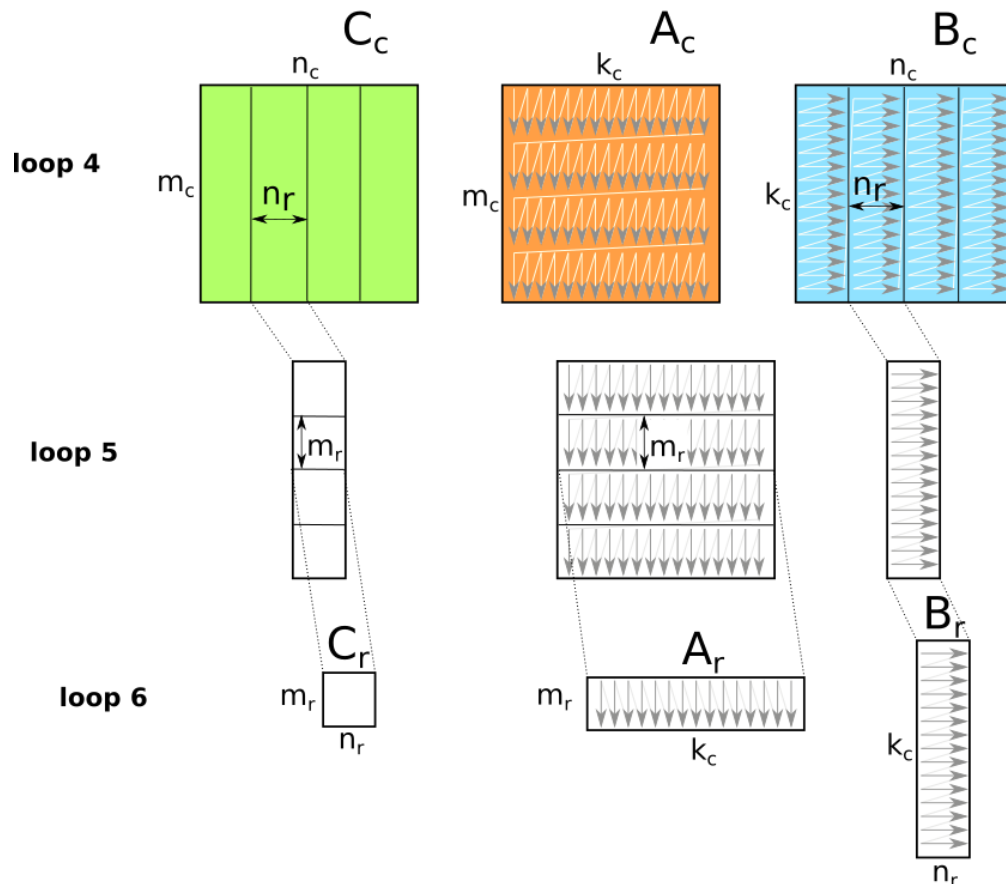 C_c
A_c
B_c
n_c
k_c
n_c
loop 4
m_c
n_r
m_c
k_c
n_r
loop 5
m_r
m_r
C_r
A_r
B_r
loop 6
m_r
n_r
m_r
k_c
k_c
n_r